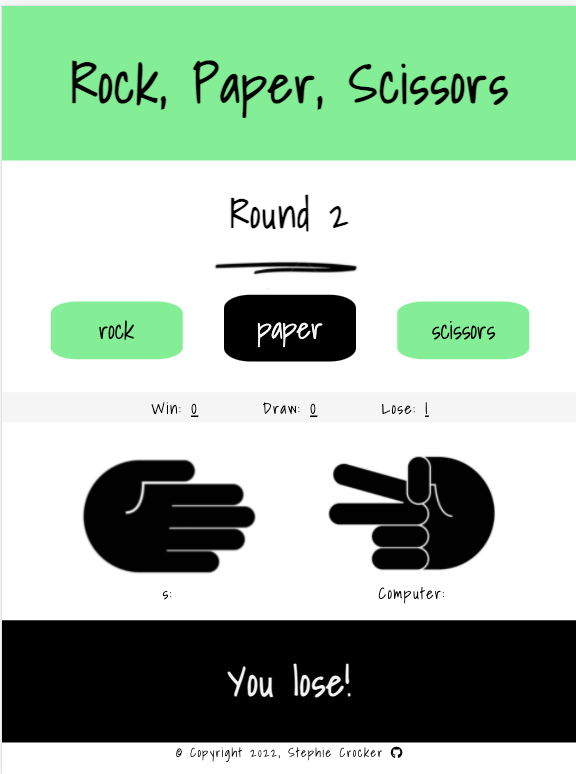 Rock, Paper, Scissors
Round 2
rock paper scissors
Win: 0 Draw: 0 Lose: 1
s: Computer:
You lose!
© Copyright 2022, Stephie Crocker